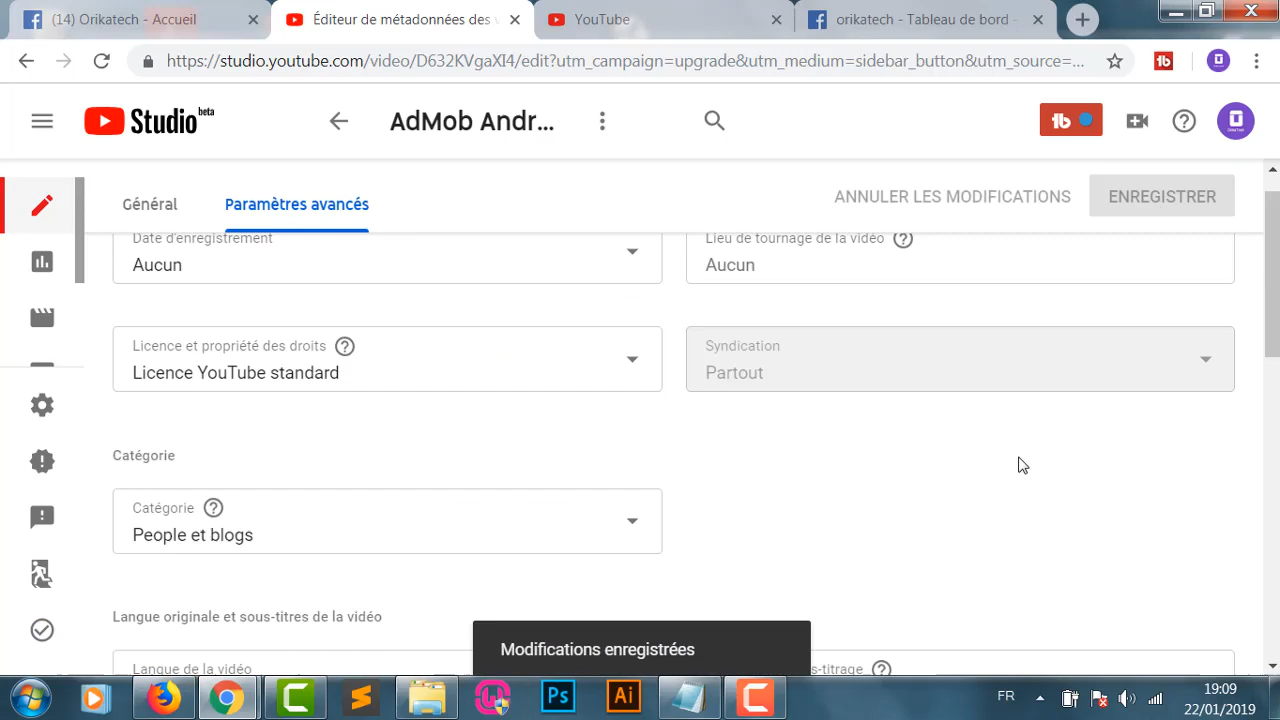 (14) Orikatech - Accueil
Éditeur de métadonnées des v
YouTube
orikatech - Tableau de bord -
https://studio.youtube.com/video/D632KVgaXLI/edit?utm_campaign=upgrade&utm_medium=sidebar_button&utm_source=...
Studio beta
AdMob Andr...
Général
Paramètres avancés
ANNULER LES MODIFICATIONS
ENREGISTRER
Date d'enregistrement
Aucun
Lieu de tournage de la vidéo
Aucun
Licence et propriété des droits
Licence YouTube standard
Syndication
Partout
Catégorie
Catégorie
People et blogs
Langue originale et sous-titres de la vidéo
Langue de la vidéo
s-titrage
Modifications enregistrées
Ps
Ai
FR
19:09
22/01/2019